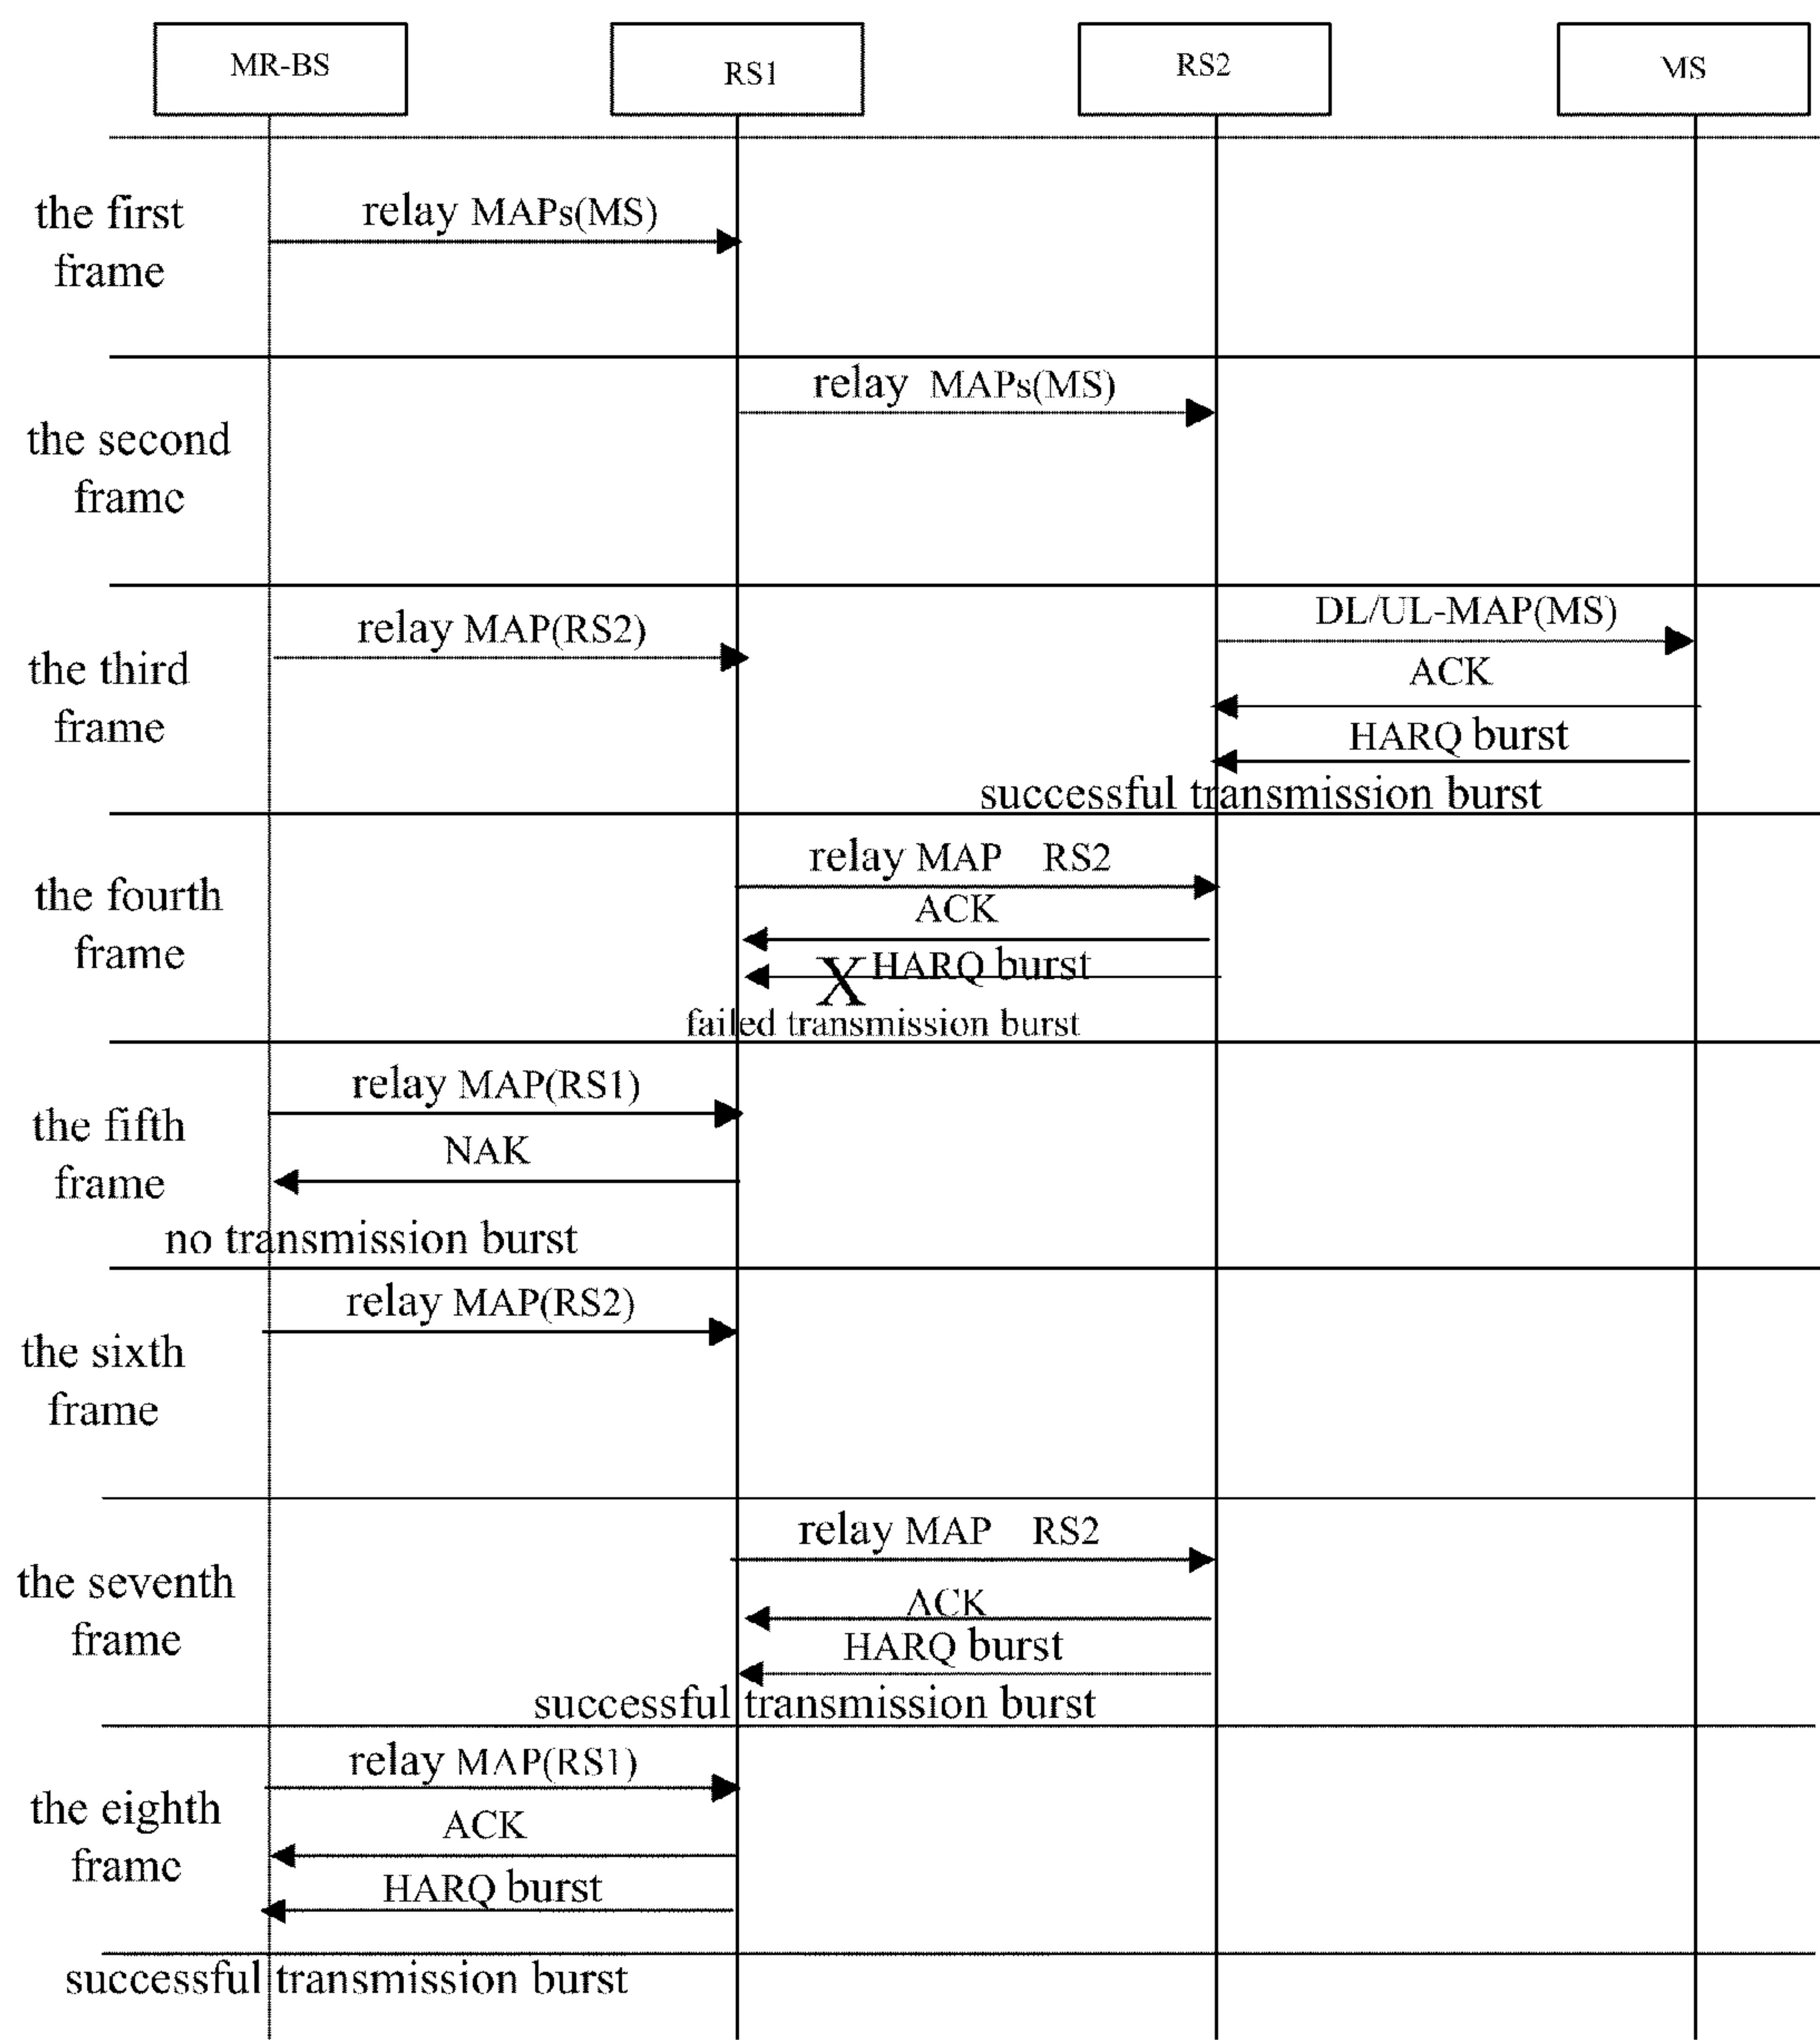 MR-BS
RS1
RS2
MS
the first
frame
relay MAPs(MS)
the second
frame
relay MAPs(MS)
the third
frame
relay MAP(RS2)
DL/UL-MAP(MS)
ACK
HARQ burst
successful transmission burst
the fourth
frame
relay MAP RS2
ACK
X HARQ burst
failed transmission burst
the fifth
frame
relay MAP(RS1)
NAK
no transmission burst
the sixth
frame
relay MAP(RS2)
the seventh
frame
relay MAP RS2
ACK
HARQ burst
successful transmission burst
the eighth
frame
relay MAP(RS1)
ACK
HARQ burst
successful transmission burst